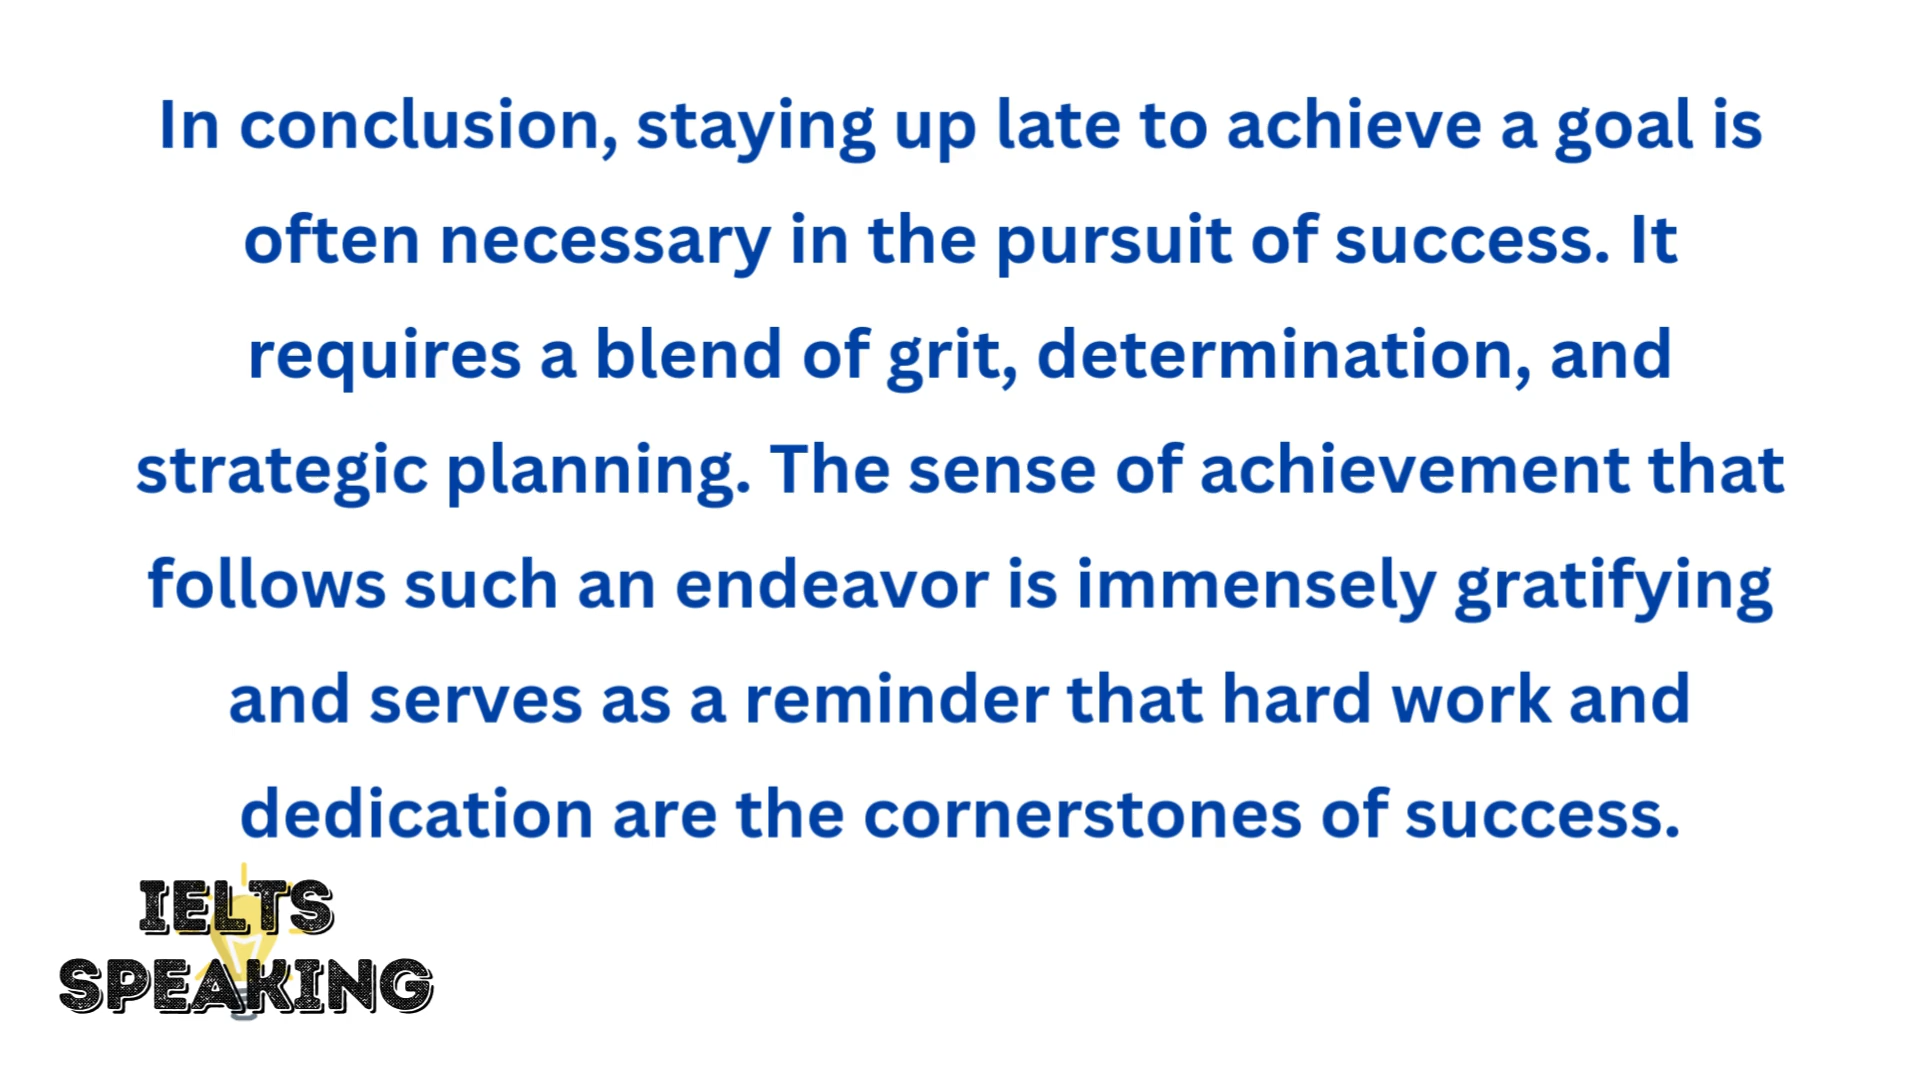 In conclusion, staying up late to achieve a goal is
often necessary in the pursuit of success. It
requires a blend of grit, determination, and
strategic planning. The sense of achievement that
follows such an endeavor is immensely gratifying
and serves as a reminder that hard work and
dedication are the cornerstones of success.
IELTS
SPEAKING